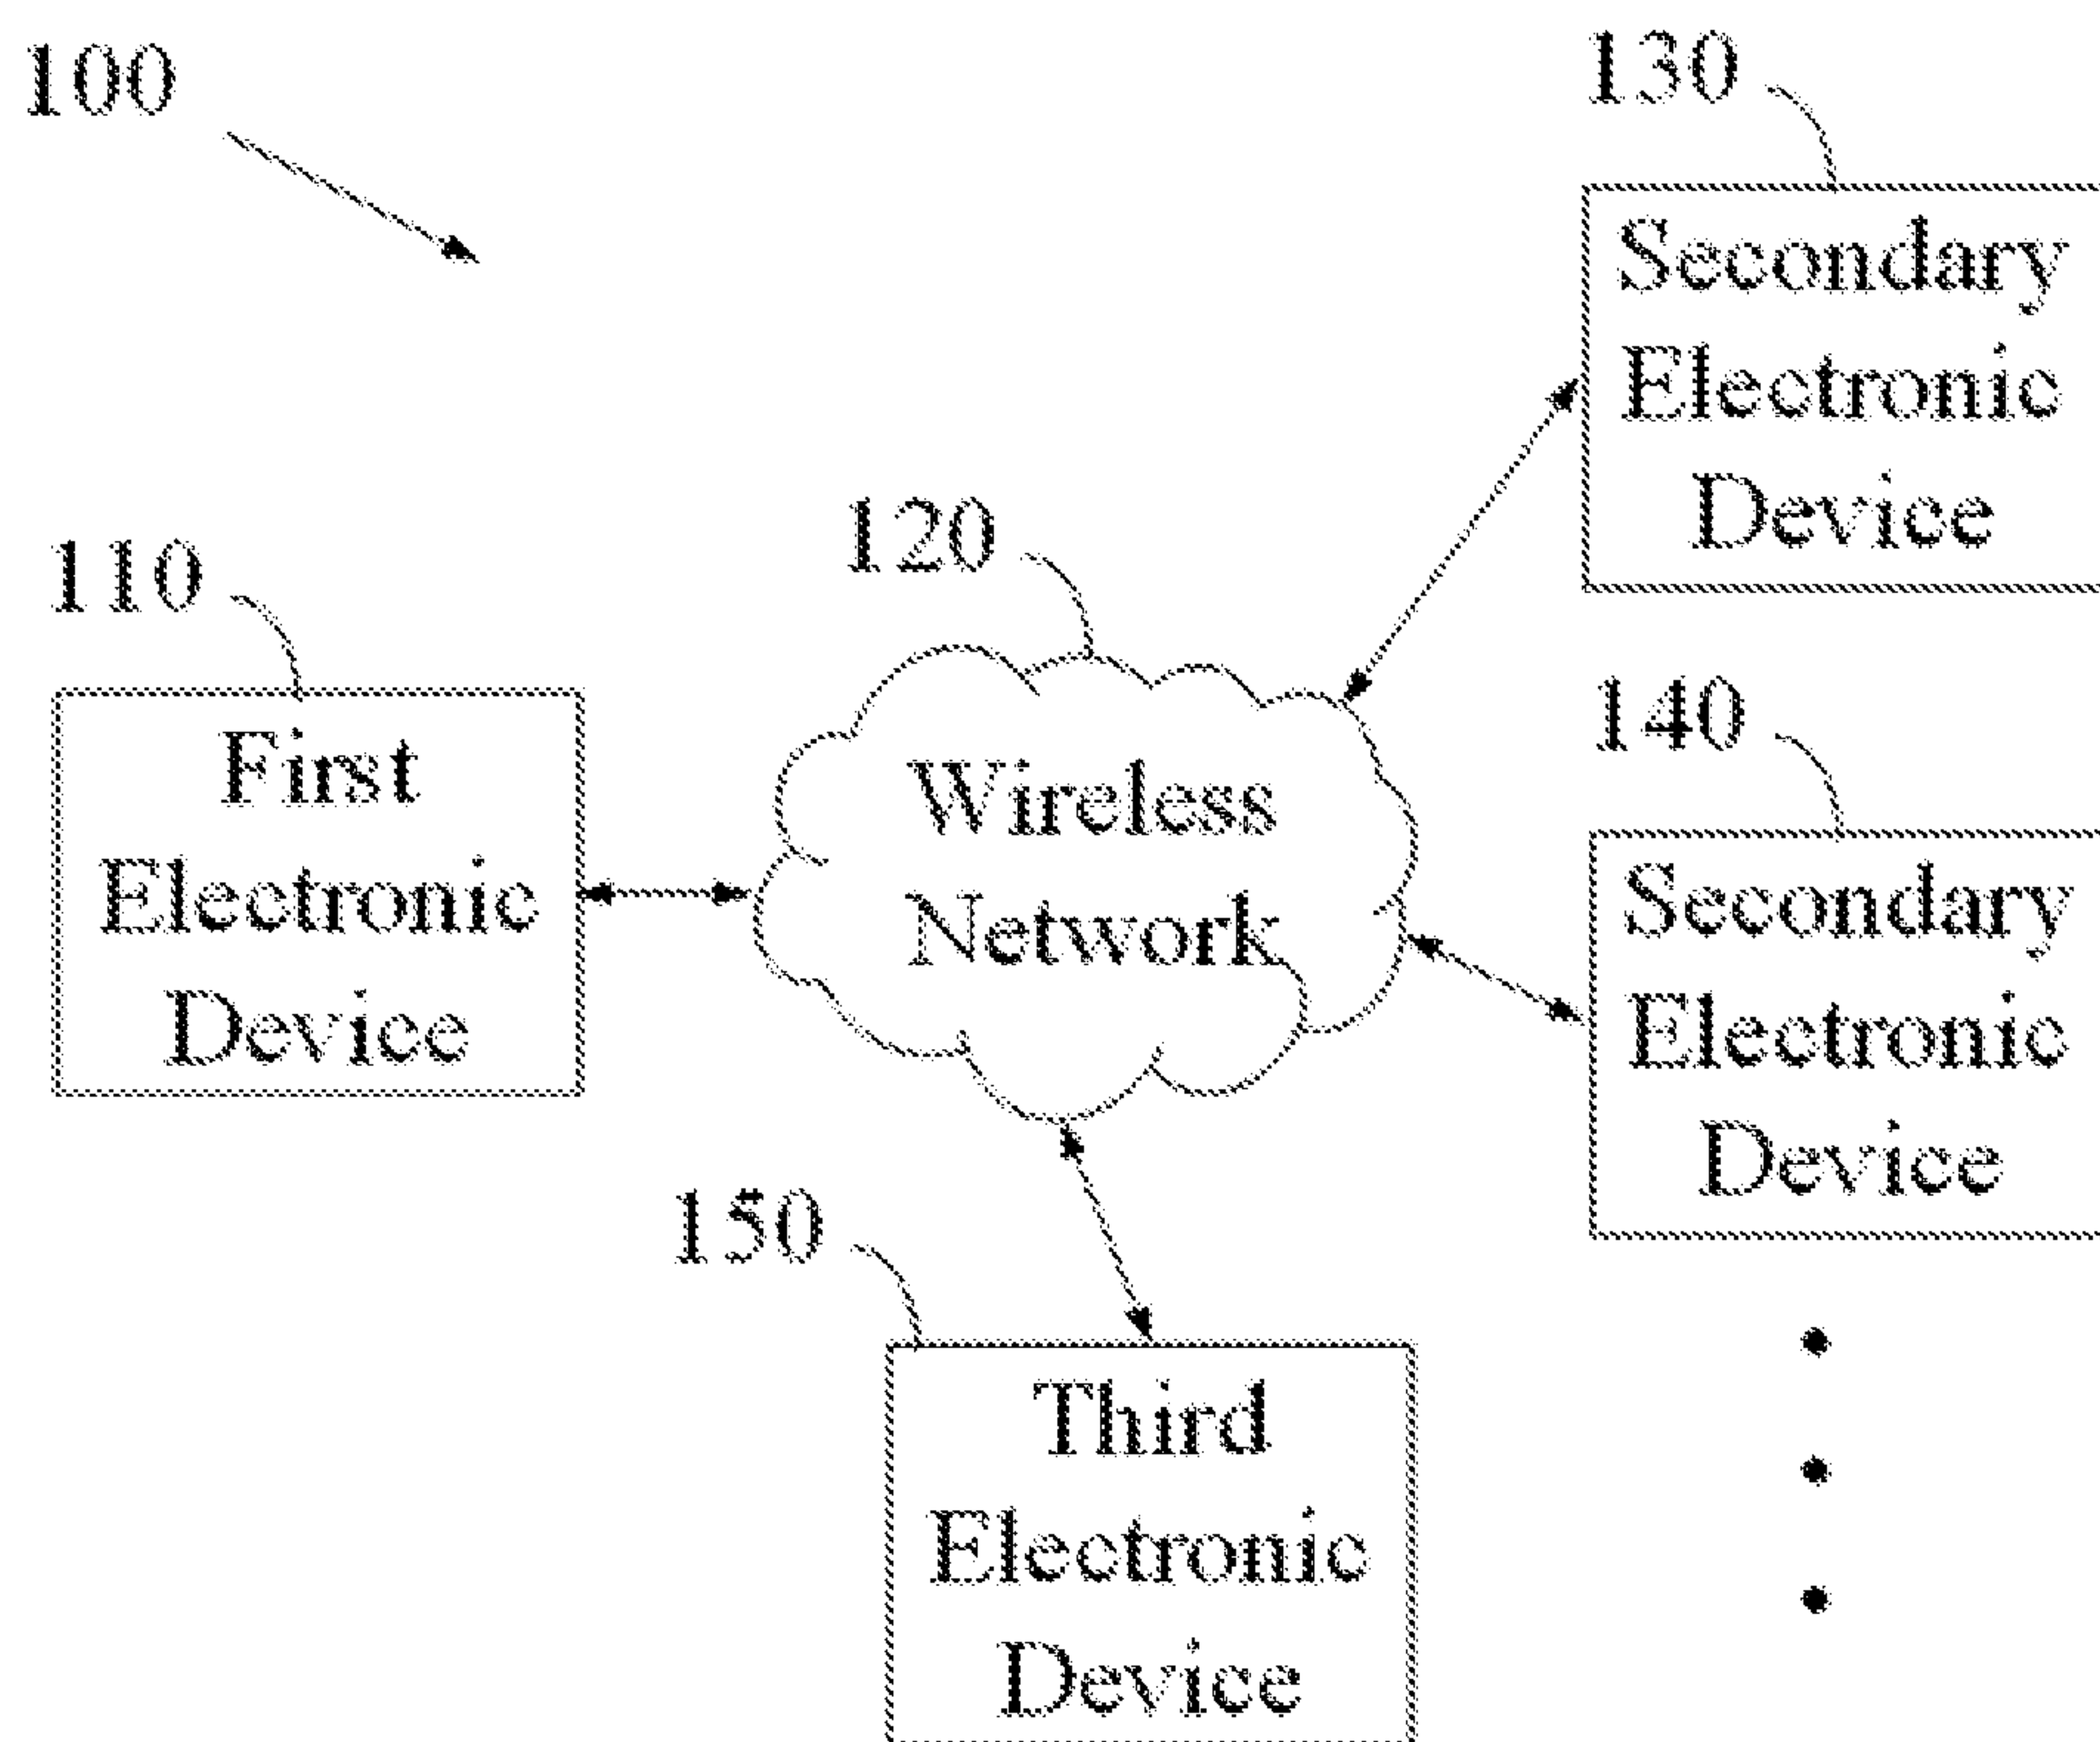 100
130
Secondary
Electronic
Device
120
110
First
Electronic
Device
Wireless
Network
140
Secondary
Electronic
Device
150
Third
Electronic
Device